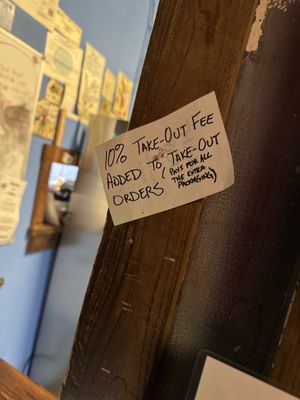 10% TAKE-OUT FEE
ADDED TO TAKE-OUT
ORDERS (PAYS FOR ALL
THE EXTRA
PACKAGING)